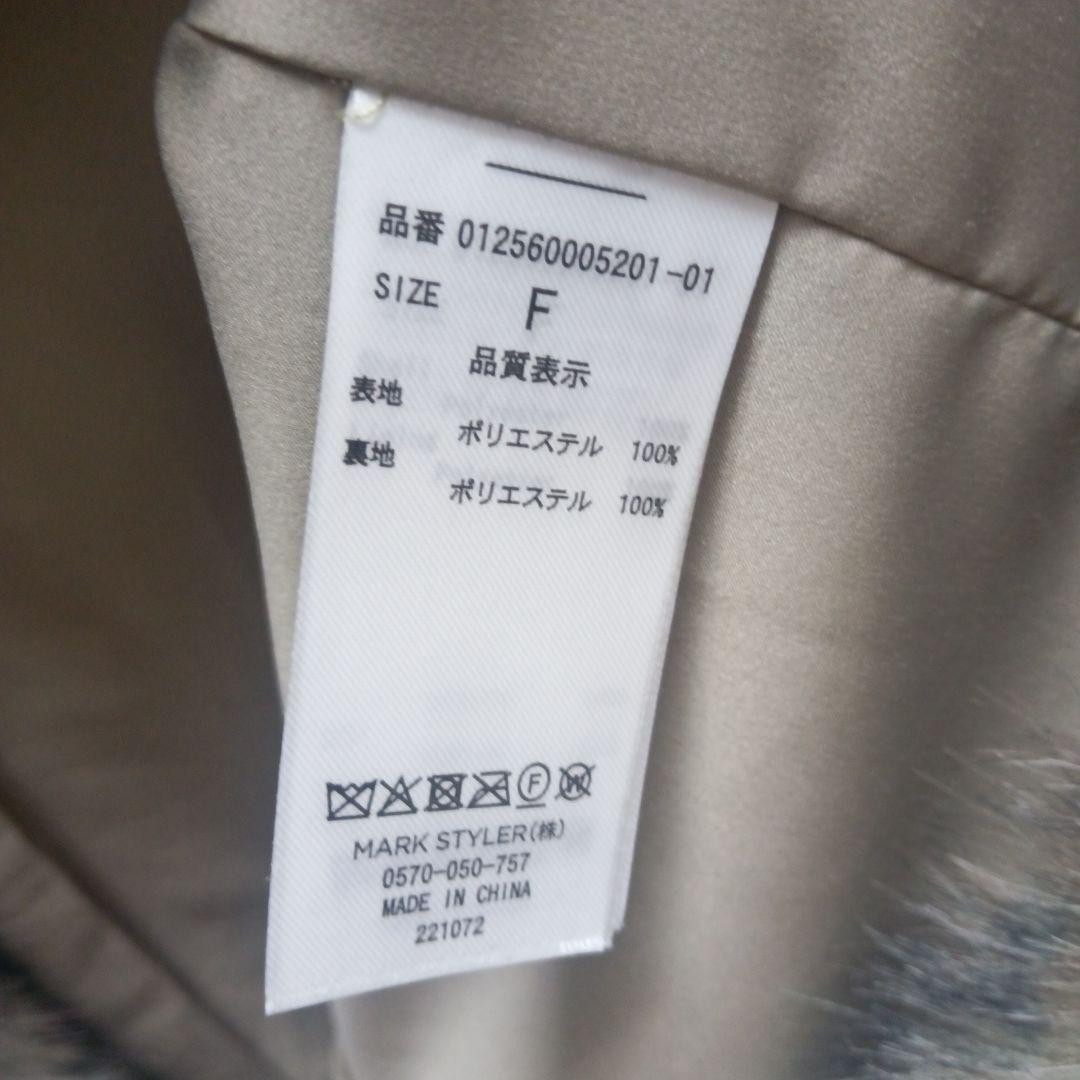 品番 012560005201-01
SIZE F
品質表示
表地
ポリエステル 100%
裏地
ポリエステル 100%
F W
MARK STYLER(株)
0570-050-757
MADE IN CHINA
221072